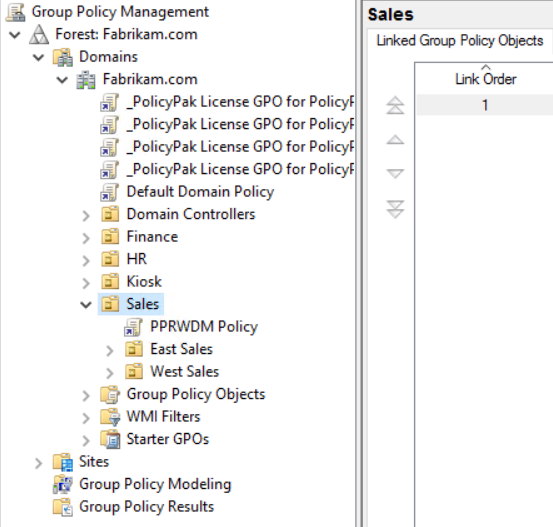 Group Policy Management
Forest: Fabrikam.com
Domains
Fabrikam.com
_PolicyPak License GPO for PolicyP
_PolicyPak License GPO for PolicyP
_PolicyPak License GPO for PolicyP
_PolicyPak License GPO for PolicyP
Default Domain Policy
Domain Controllers
Finance
HR
Kiosk
Sales
PPRWDM Policy
East Sales
West Sales
Group Policy Objects
WMI Filters
Starter GPOs
Sites
Group Policy Modeling
Group Policy Results
Sales
Linked Group Policy Objects
Link Order
1